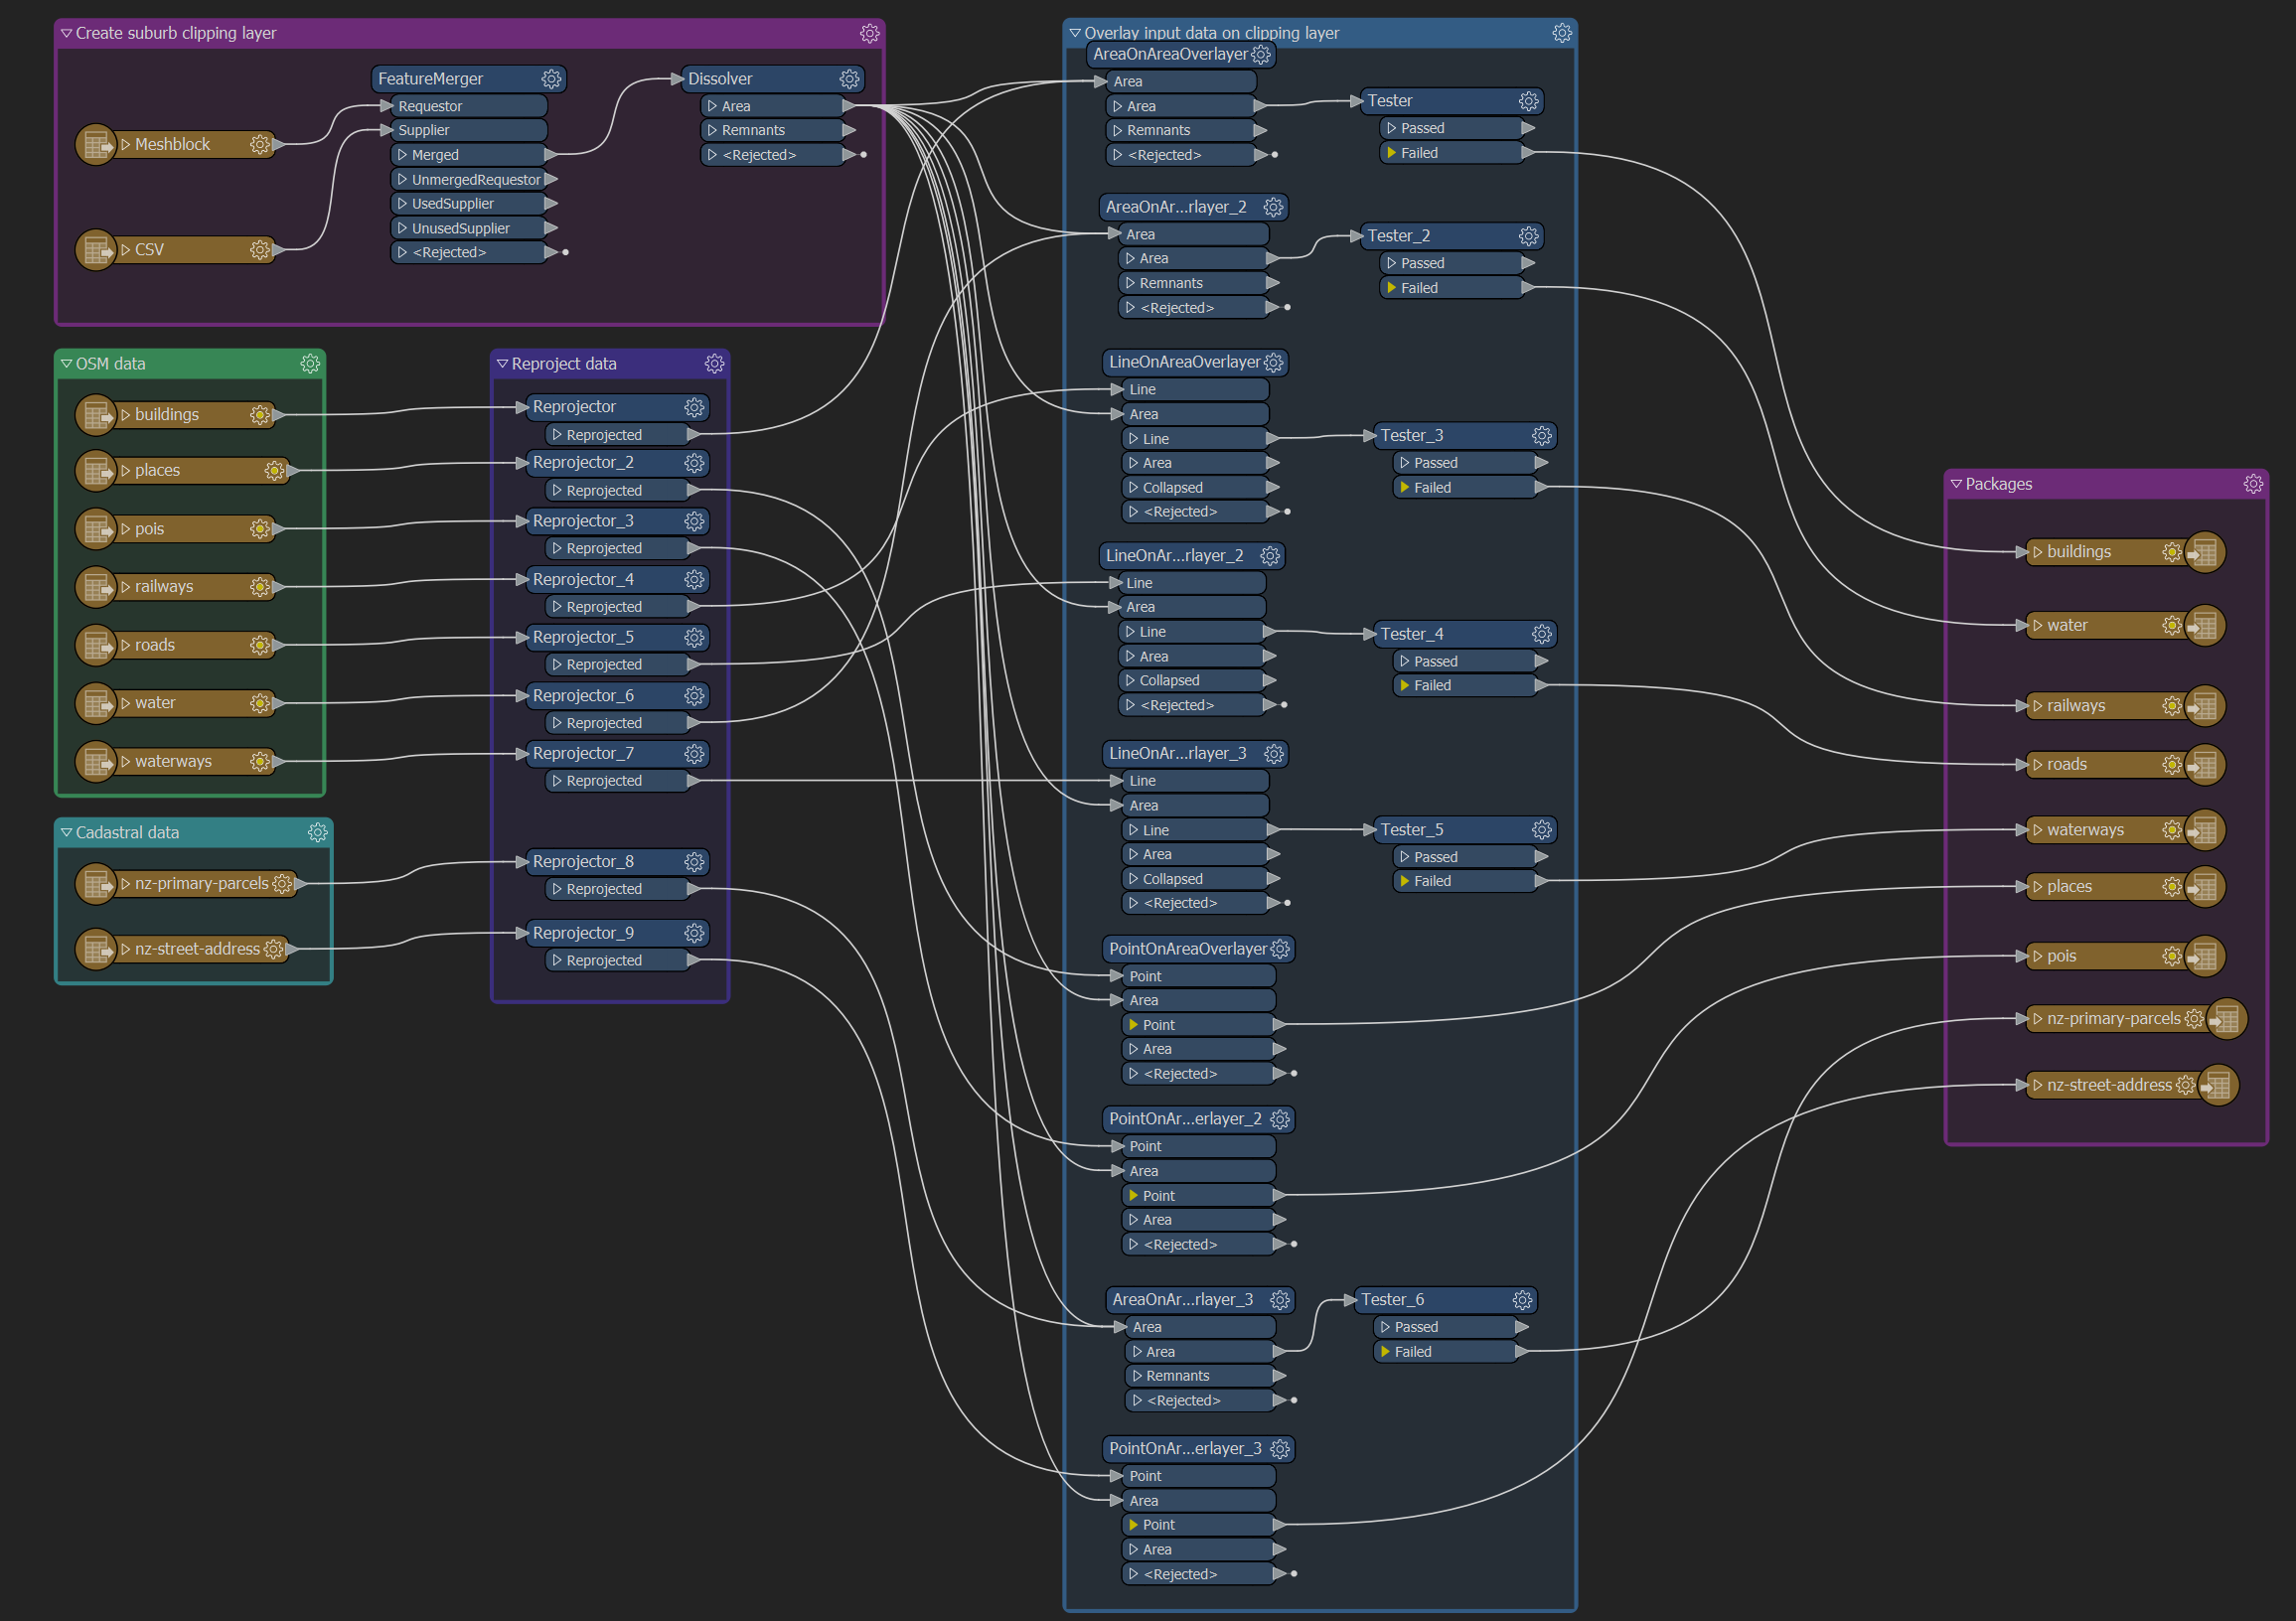 Create suburb clipping layer
FeatureMerger
Requestor
Supplier
Merged
UnmergedRequestor
UsedSupplier
UnusedSupplier
<Rejected>
Meshblock
CSV
Dissolver
Area
Remnants
<Rejected>
OSM data
buildings
places
pois
railways
roads
water
waterways
Cadastral data
nz-primary-parcels
nz-street-address
Reproject data
Reprojector
Reprojected
Reprojector_2
Reprojected
Reprojector_3
Reprojected
Reprojector_4
Reprojected
Reprojector_5
Reprojected
Reprojector_6
Reprojected
Reprojector_7
Reprojected
Reprojector_8
Reprojected
Reprojector_9
Reprojected
Overlay input data on clipping layer
AreaOnAreaOverlayer
Area
Area
Remnants
<Rejected>
Tester
Passed
Failed
AreaOnAr...rlayer_2
Area
Area
Remnants
<Rejected>
Tester_2
Passed
Failed
LineOnAreaOverlayer
Line
Area
Line
Area
Collapsed
<Rejected>
Tester_3
Passed
Failed
LineOnAr...rlayer_2
Line
Area
Line
Area
Collapsed
<Rejected>
Tester_4
Passed
Failed
LineOnAr...rlayer_3
Line
Area
Line
Area
Collapsed
<Rejected>
Tester_5
Passed
Failed
PointOnAreaOverlayer
Point
Area
Point
Area
<Rejected>
PointOnAr...erlayer_2
Point
Area
Point
Area
<Rejected>
AreaOnAr...rlayer_3
Area
Area
Remnants
<Rejected>
Tester_6
Passed
Failed
PointOnAr...erlayer_3
Point
Area
Point
Area
<Rejected>
Packages
buildings
water
railways
roads
waterways
places
pois
nz-primary-parcels
nz-street-address